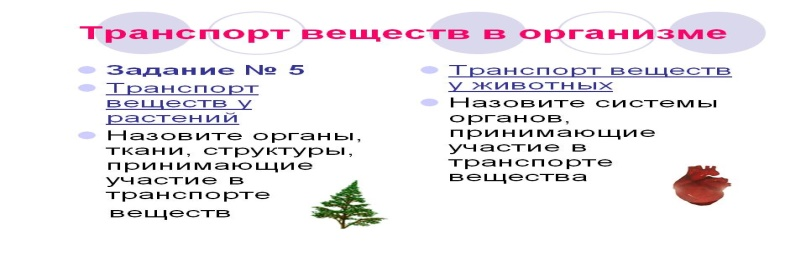 Транспорт веществ в организме
Задание № 5
Транспорт
веществ у
растений
Назовите органы,
ткани, структуры,
принимающие
участие в
транспорте
веществ
Транспорт веществ
у животных
Назовите системы
органов,
принимающие
участие в
транспорте
вещества